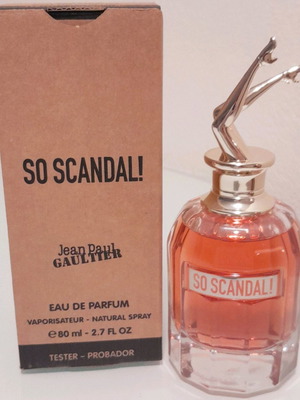 SO SCANDAL!
Jean Paul
GAULTIER
EAU DE PARFUM
VAPORISATEUR - NATURAL SPRAY
℮ 80 ml - 2.7 FL OZ
TESTER - PROBADOR
SO SCANDAL!